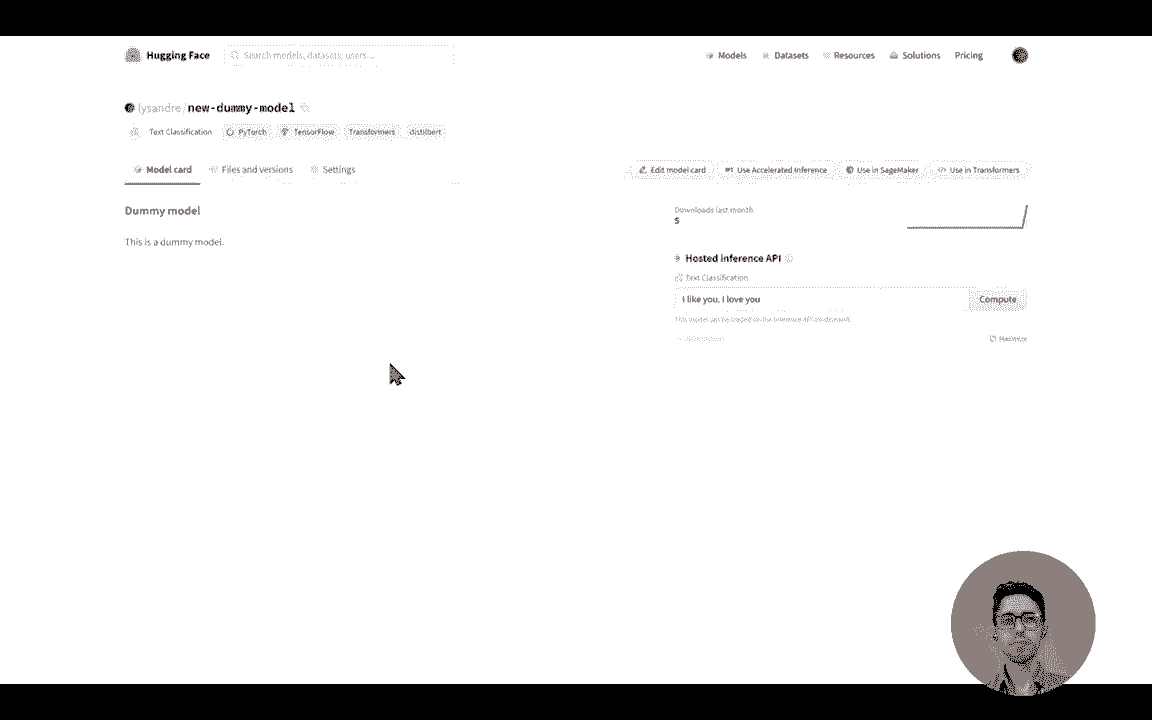 Hugging Face Search models, datasets, users... Models Datasets Resources Solutions Pricing
lysandre/new-dummy-model
Text Classification PyTorch TensorFlow Transformers distilbert
Model card Files and versions Settings Edit model card Use Accelerated Inference Use in SageMaker </> Use in Transformers
Dummy model
This is a dummy model.
Downloads last month
5
Hosted inference API
Text Classification
I like you. I love you Compute
This model can be loaded on the Inference API on-demand.
Maximize